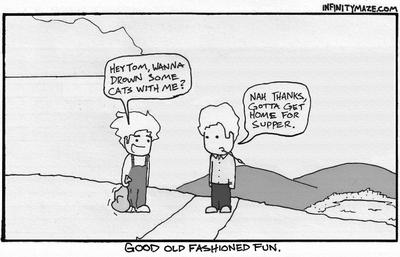 INFINITYMAZE.COM
HEY TOM, WANNA
DROWN SOME
CATS WITH ME?
NAH THANKS,
GOTTA GET
HOME FOR
SUPPER.
GOOD OLD FASHIONED FUN.